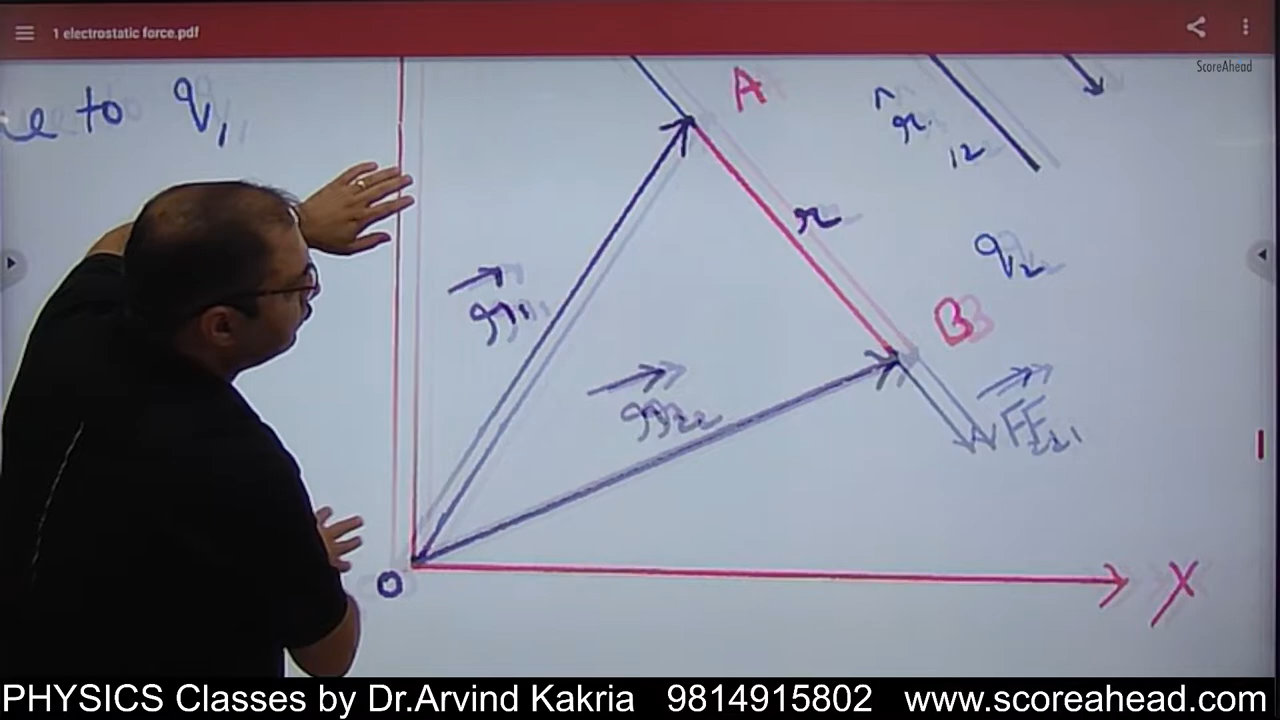 1 electrostatic force.pdf
ScoreAhead
to q₁
A
r̂₁₂
r
q₂
B
r⃗₁
r⃗₂
F⃗₂₁
O
X
PHYSICS Classes by Dr.Arvind Kakria 9814915802 www.scoreahead.com